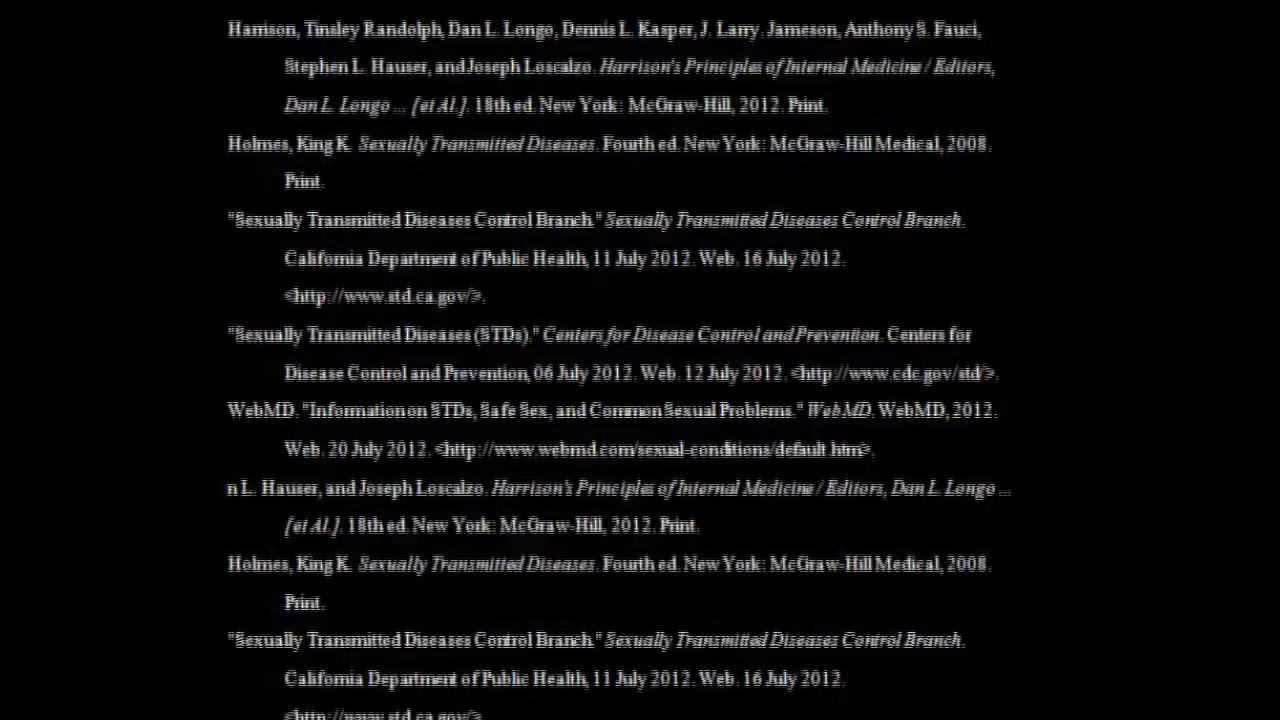 Harrison, Tinsley Randolph, Dan L. Longo, Dennis L. Kasper, J. Larry. Jameson, Anthony S. Fauci,
Stephen L. Hauser, and Joseph Loscalzo. Harrison's Principles of Internal Medicine / Editors,
Dan L. Longo ... [et Al.]. 18th ed. New York: McGraw-Hill, 2012. Print.
Holmes, King K. Sexually Transmitted Diseases. Fourth ed. New York: McGraw-Hill Medical, 2008.
Print.
"Sexually Transmitted Diseases Control Branch." Sexually Transmitted Diseases Control Branch.
California Department of Public Health, 11 July 2012. Web. 16 July 2012.
<http://www.std.ca.gov/>.
"Sexually Transmitted Diseases (STDs)." Centers for Disease Control and Prevention. Centers for
Disease Control and Prevention, 06 July 2012. Web. 12 July 2012. <http://www.cdc.gov/std/>.
WebMD. "Information on STDs, Safe Sex, and Common Sexual Problems." WebMD. WebMD, 2012.
Web. 20 July 2012. <http://www.webmd.com/sexual-conditions/default.htm>.
n L. Hauser, and Joseph Loscalzo. Harrison's Principles of Internal Medicine / Editors, Dan L. Longo ...
[et Al.]. 18th ed. New York: McGraw-Hill, 2012. Print.
Holmes, King K. Sexually Transmitted Diseases. Fourth ed. New York: McGraw-Hill Medical, 2008.
Print.
"Sexually Transmitted Diseases Control Branch." Sexually Transmitted Diseases Control Branch.
California Department of Public Health, 11 July 2012. Web. 16 July 2012.
<http://www.std.ca.gov/>